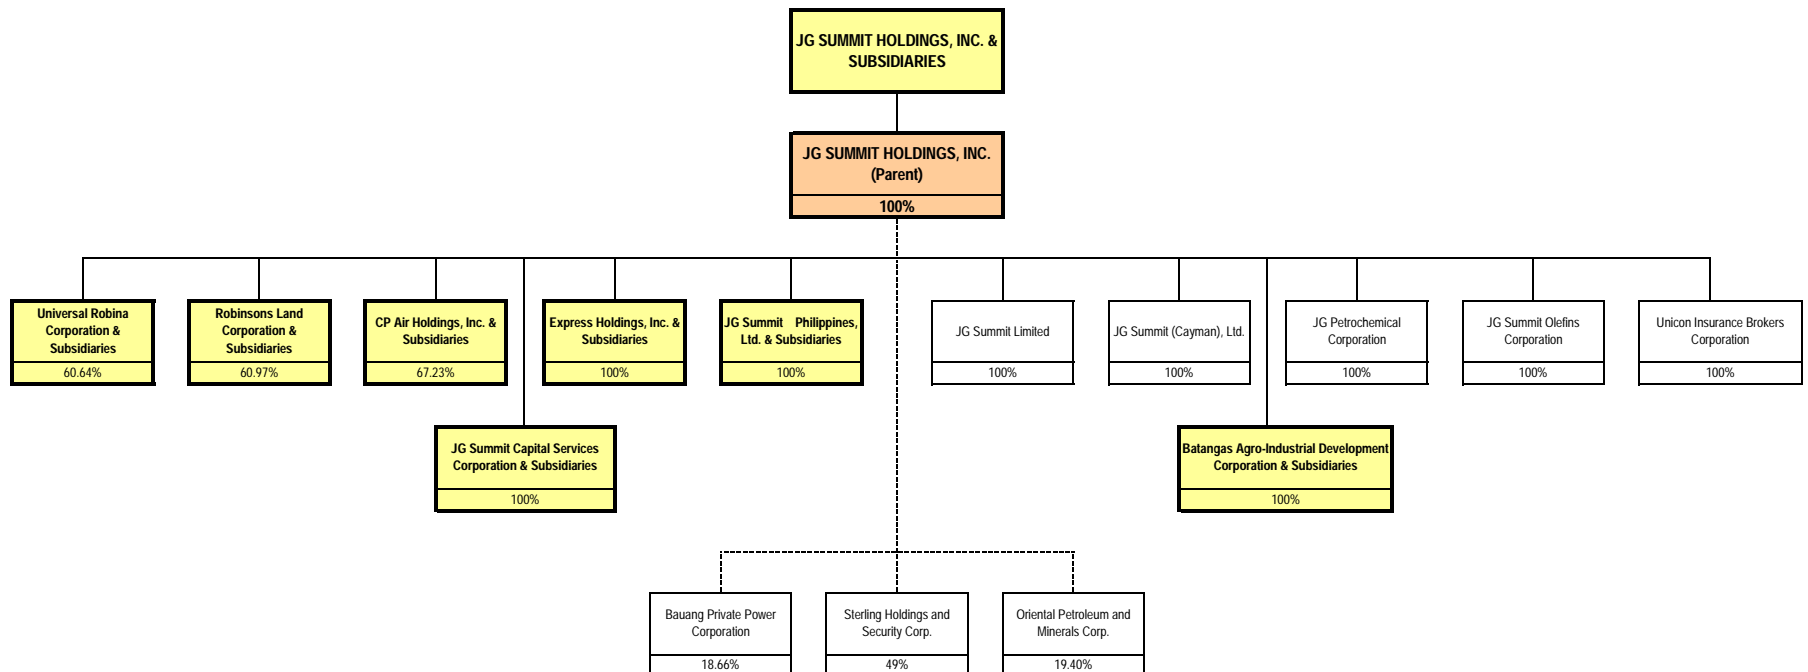 JG SUMMIT HOLDINGS, INC. &
SUBSIDIARIES
JG SUMMIT HOLDINGS, INC.
(Parent)
100%
Universal Robina
Corporation &
Subsidiaries
60.64%
Robinsons Land
Corporation &
Subsidiaries
60.97%
CP Air Holdings, Inc. &
Subsidiaries
67.23%
Express Holdings, Inc. &
Subsidiaries
100%
JG Summit Philippines,
Ltd. & Subsidiaries
100%
JG Summit Limited
100%
JG Summit (Cayman), Ltd.
100%
JG Petrochemical
Corporation
100%
JG Summit Olefins
Corporation
100%
Unicon Insurance Brokers
Corporation
100%
JG Summit Capital Services
Corporation & Subsidiaries
100%
Batangas Agro-Industrial Development
Corporation & Subsidiaries
100%
Bauang Private Power
Corporation
18.66%
Sterling Holdings and
Security Corp.
49%
Oriental Petroleum and
Minerals Corp.
19.40%